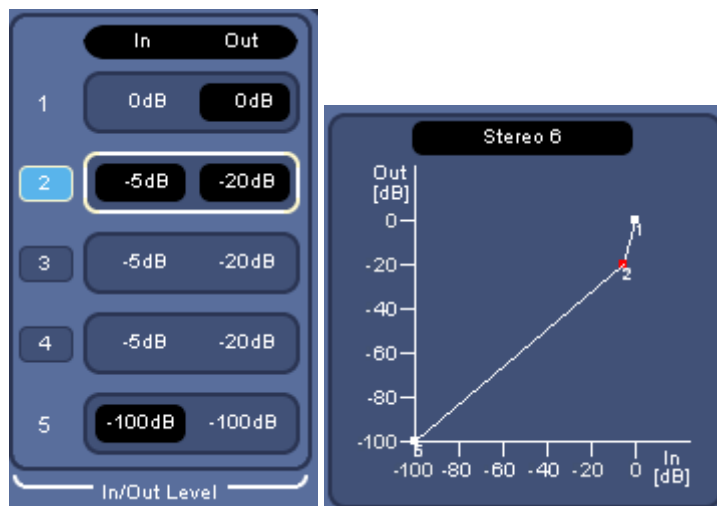 In Out
1 0dB 0dB
2 -5dB -20dB
3 -5dB -20dB
4 -5dB -20dB
5 -100dB -100dB
In/Out Level
Stereo 6
Out
[dB]
0
1
-20
2
-40
-60
-80
-100
5
-100 -80 -60 -40 -20 0 In
[dB]